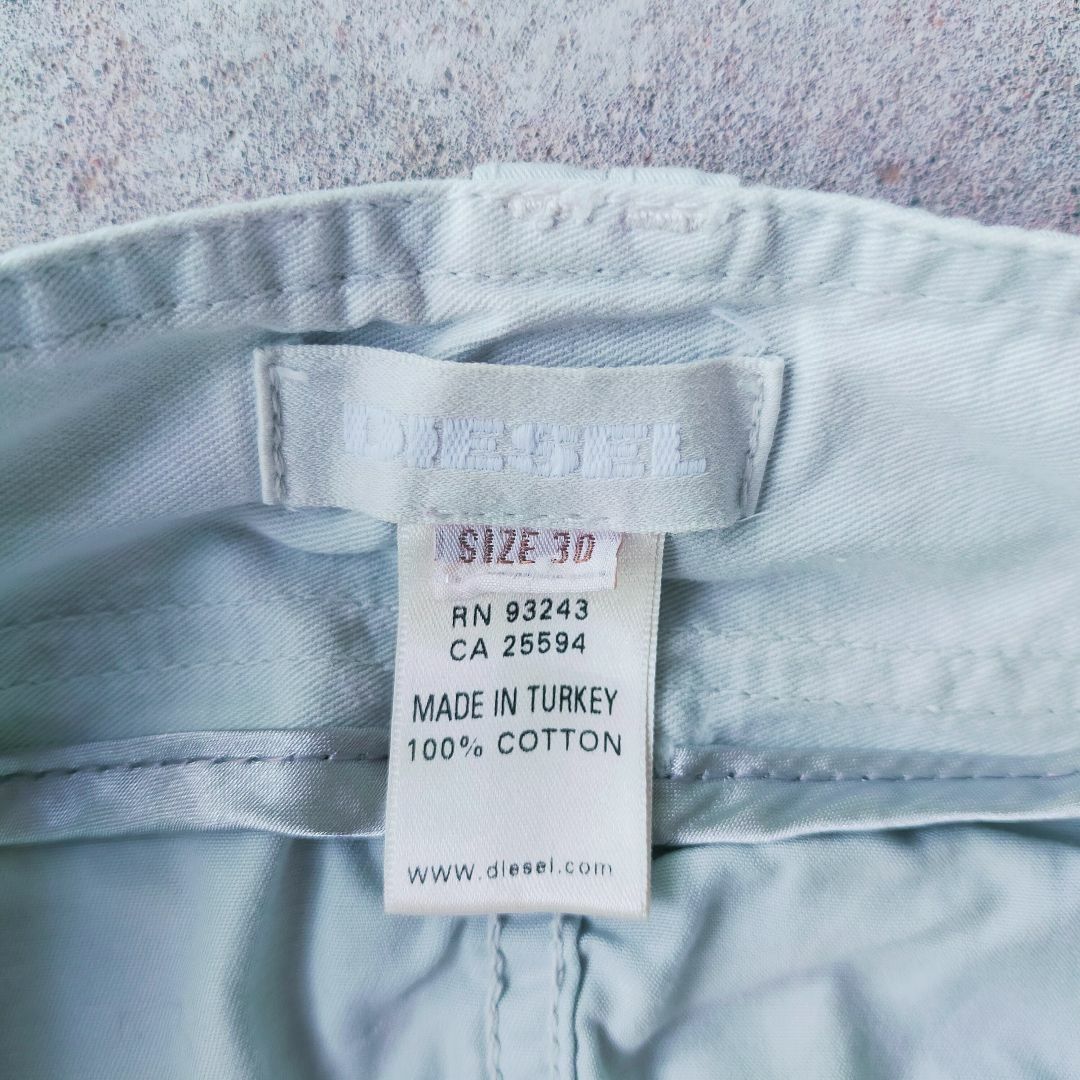 DIESEL
SIZE 30
RN 93243
CA 25594
MADE IN TURKEY
100% COTTON
www.diesel.com